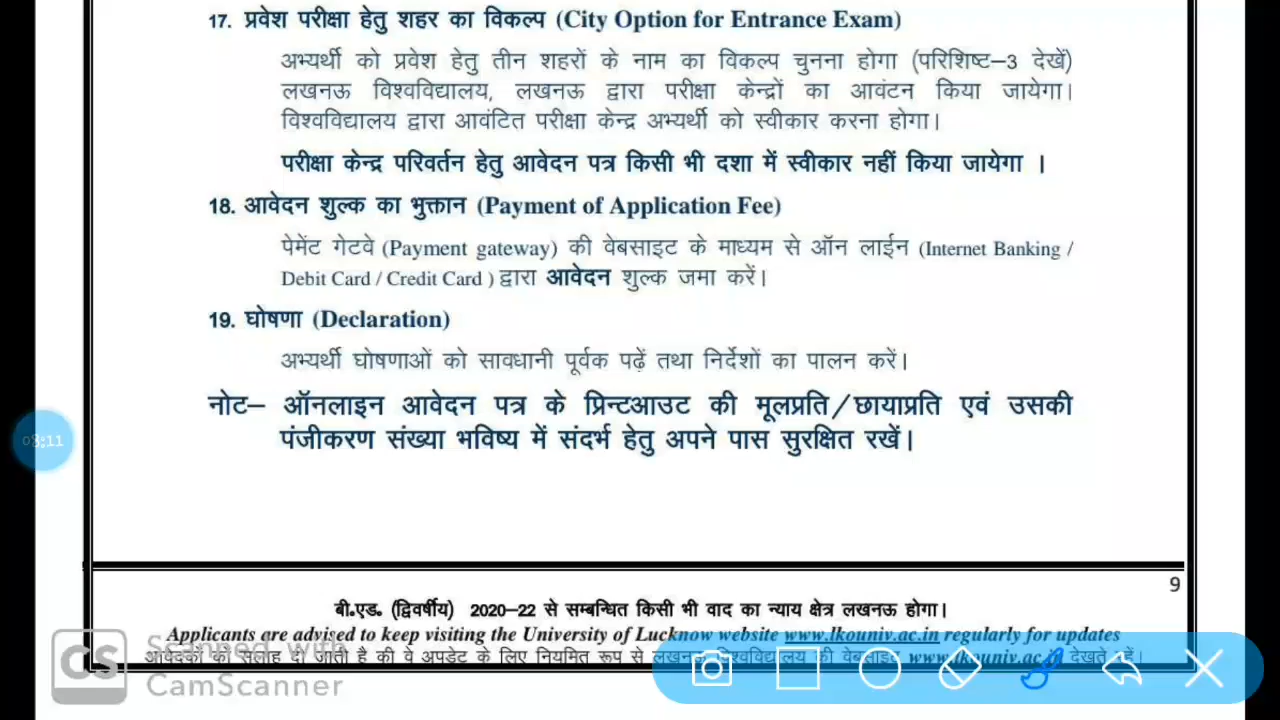 17. प्रवेश परीक्षा हेतु शहर का विकल्प (City Option for Entrance Exam)
अभ्यर्थी को प्रवेश हेतु तीन शहरों के नाम का विकल्प चुनना होगा (परिशिष्ट–3 देखें)
लखनऊ विश्वविद्यालय, लखनऊ द्वारा परीक्षा केन्द्रों का आवंटन किया जायेगा।
विश्वविद्यालय द्वारा आवंटित परीक्षा केन्द्र अभ्यर्थी को स्वीकार करना होगा।
परीक्षा केन्द्र परिवर्तन हेतु आवेदन पत्र किसी भी दशा में स्वीकार नहीं किया जायेगा ।
18. आवेदन शुल्क का भुक्तान (Payment of Application Fee)
पेमेंट गेटवे (Payment gateway) की वेबसाइट के माध्यम से ऑन लाईन (Internet Banking /
Debit Card / Credit Card ) द्वारा आवेदन शुल्क जमा करें।
19. घोषणा (Declaration)
अभ्यर्थी घोषणाओं को सावधानी पूर्वक पढ़ें तथा निर्देशों का पालन करें।
नोट– ऑनलाइन आवेदन पत्र के प्रिन्टआउट की मूलप्रति/छायाप्रति एवं उसकी
पंजीकरण संख्या भविष्य में संदर्भ हेतु अपने पास सुरक्षित रखें।
9
बी.एड. (द्विवर्षीय) 2020–22 से सम्बन्धित किसी भी वाद का न्याय क्षेत्र लखनऊ होगा।
Applicants are advised to keep visiting the University of Lucknow website www.lkouniv.ac.in regularly for updates
आवेदकों को सलाह दी जाती है की वे अपडेट के लिए नियमित रूप से लखनऊ विश्वविद्यालय की वेबसाइट www.lkouniv.ac.in देखते रहें।
CS Scanned with
CamScanner